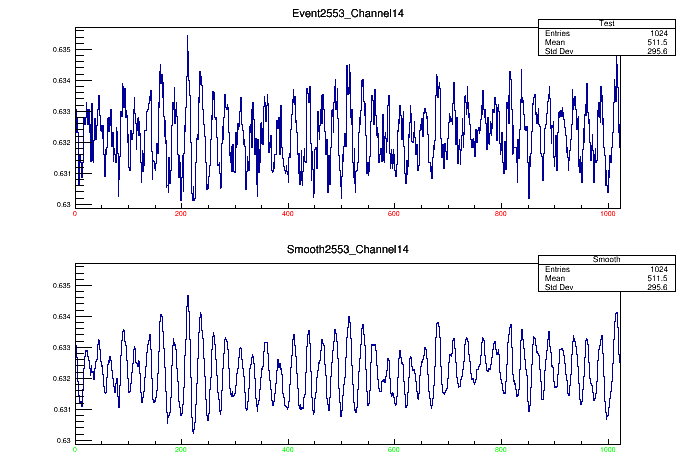 Event2553_Channel14
Test
Entries 1024
Mean 511.5
Std Dev 295.6
0.635
0.634
0.633
0.632
0.631
0.63
0 200 400 600 800 1000
Smooth2553_Channel14
Smooth
Entries 1024
Mean 511.5
Std Dev 295.6
0.635
0.634
0.633
0.632
0.631
0.63
0 200 400 600 800 1000